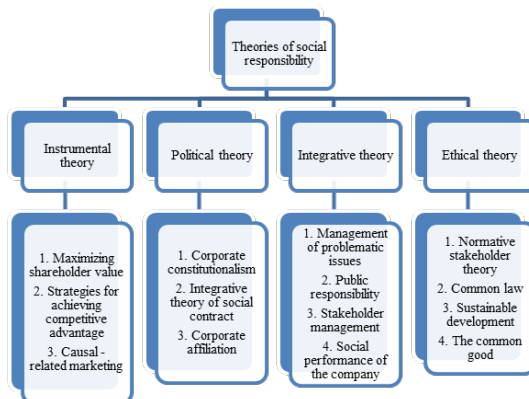 Theories of social
responsibility
Instrumental
theory
Political theory
Integrative theory
Ethical theory
1. Maximizing
shareholder value
2. Strategies for
achieving
competitive
advantage
3. Causal -
related marketing
1. Corporate
constitutionalism
2. Integrative
theory of social
contract
3. Corporate
affiliation
1. Management
of problematic
issues
2. Public
responsibility
3. Stakeholder
management
4. Social
performance of
the company
1. Normative
stakeholder
theory
2. Common law
3. Sustainable
development
4. The common
good